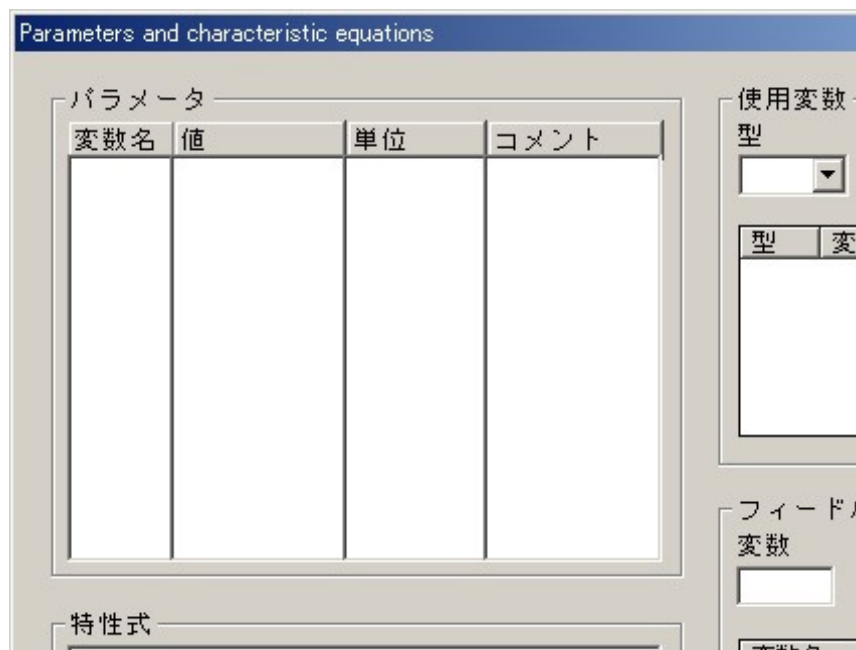 Parameters and characteristic equations
パラメータ
変数名 値 単位 コメント
使用変数
型
型 変
フィード
変数
特性式